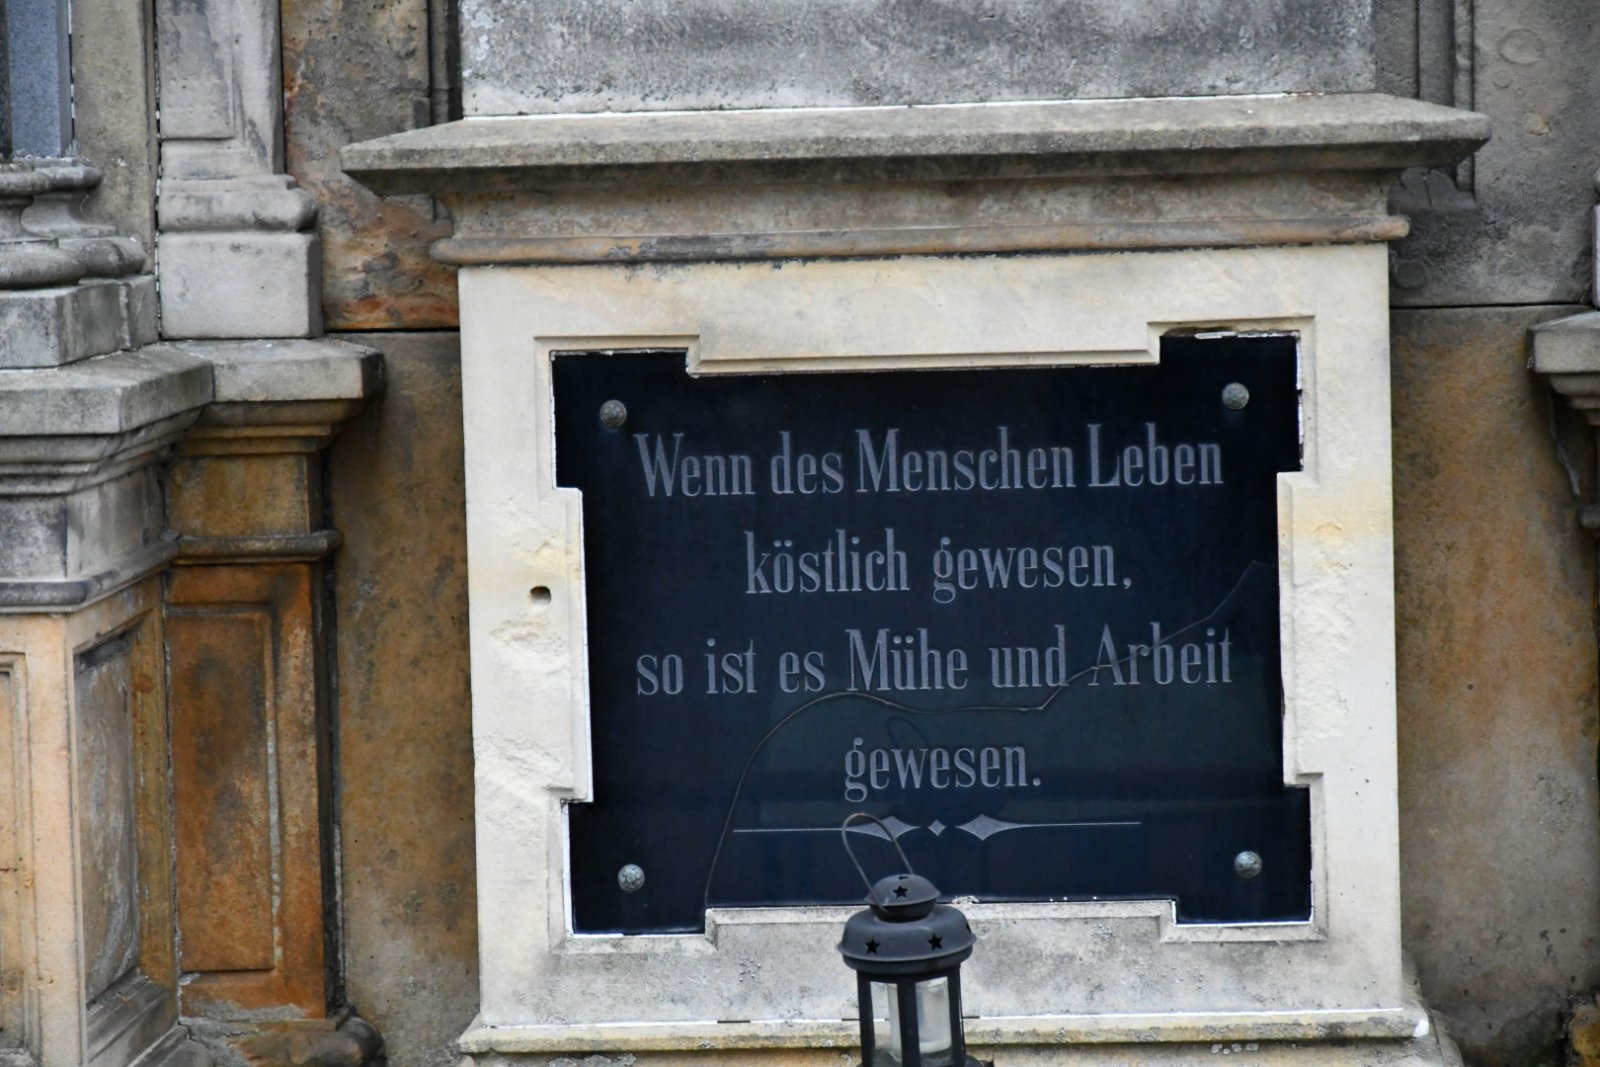 Wenn des Menschen Leben
köstlich gewesen,
so ist es Mühe und Arbeit
gewesen.